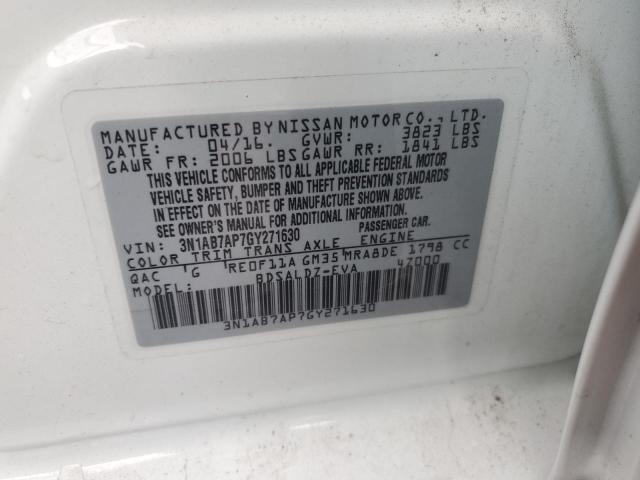 MANUFACTURED BY NISSAN MOTOR CO., LTD.
DATE: 04/16. GVWR: 3823 LBS
GAWR FR: 2006 LBS GAWR RR: 1841 LBS
THIS VEHICLE CONFORMS TO ALL APPLICABLE FEDERAL MOTOR
VEHICLE SAFETY, BUMPER AND THEFT PREVENTION STANDARDS
IN EFFECT ON THE DATE OF MANUFACTURE SHOWN ABOVE.
SEE OWNER'S MANUAL FOR ADDITIONAL INFORMATION.
VIN: 3N1AB7AP7GY271630 PASSENGER CAR.
COLOR TRIM TRANS AXLE ENGINE
QAC G RE0F11A GM35 MRA8DE 1798 CC
MODEL: BDSALDZ-EVA 47000
3N1AB7AP7GY271630